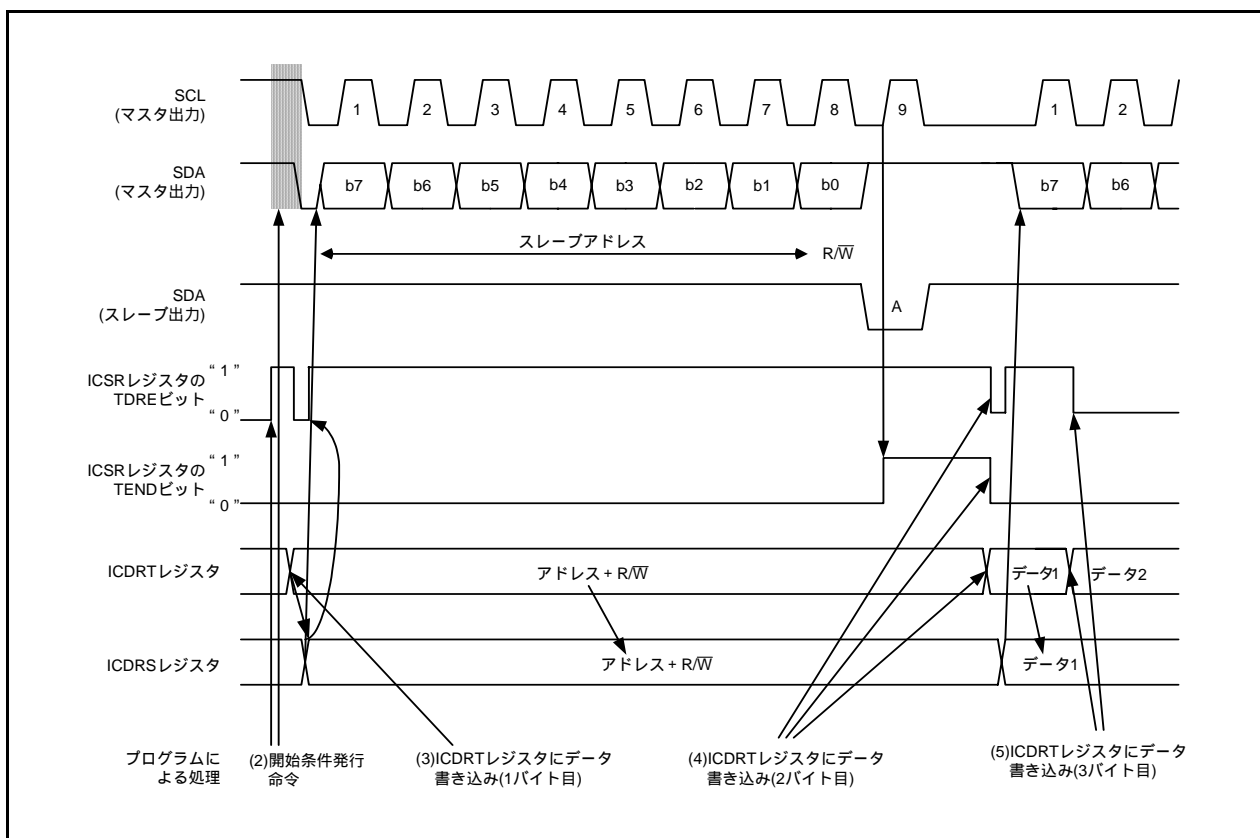 SCL
(マスタ出力)
1 2 3 4 5 6 7 8 9 1 2
SDA
(マスタ出力)
b7 b6 b5 b4 b3 b2 b1 b0 b7 b6
スレーブアドレス R/W̅
SDA
(スレーブ出力)
A
ICSRレジスタの
TDREビット
“ 1 ”
“ 0 ”
ICSRレジスタの
TENDビット
“ 1 ”
“ 0 ”
ICDRTレジスタ
アドレス + R/W̅ データ1 データ2
ICDRSレジスタ
アドレス + R/W̅ データ1
プログラムに
よる処理
(2)開始条件発行
命令
(3)ICDRTレジスタにデータ
書き込み(1バイト目)
(4)ICDRTレジスタにデータ
書き込み(2バイト目)
(5)ICDRTレジスタにデータ
書き込み(3バイト目)